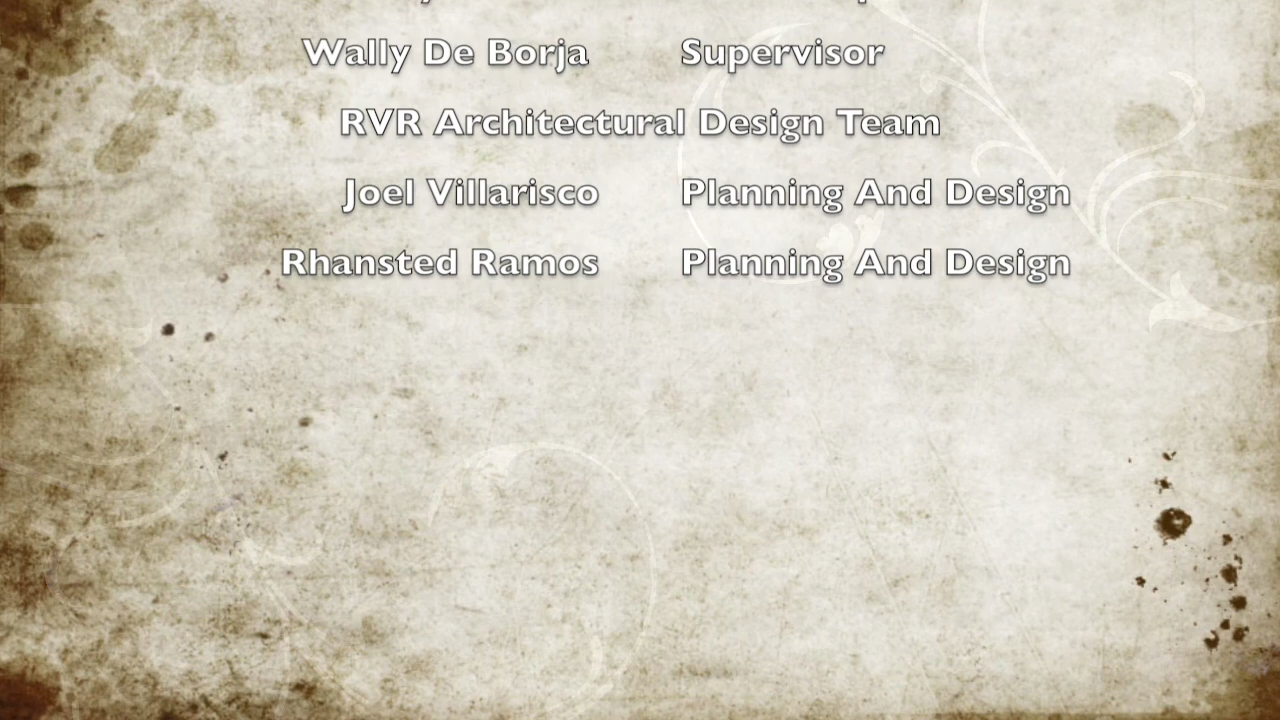 Wally De Borja Supervisor
RVR Architectural Design Team
Joel Villarisco Planning And Design
Rhansted Ramos Planning And Design